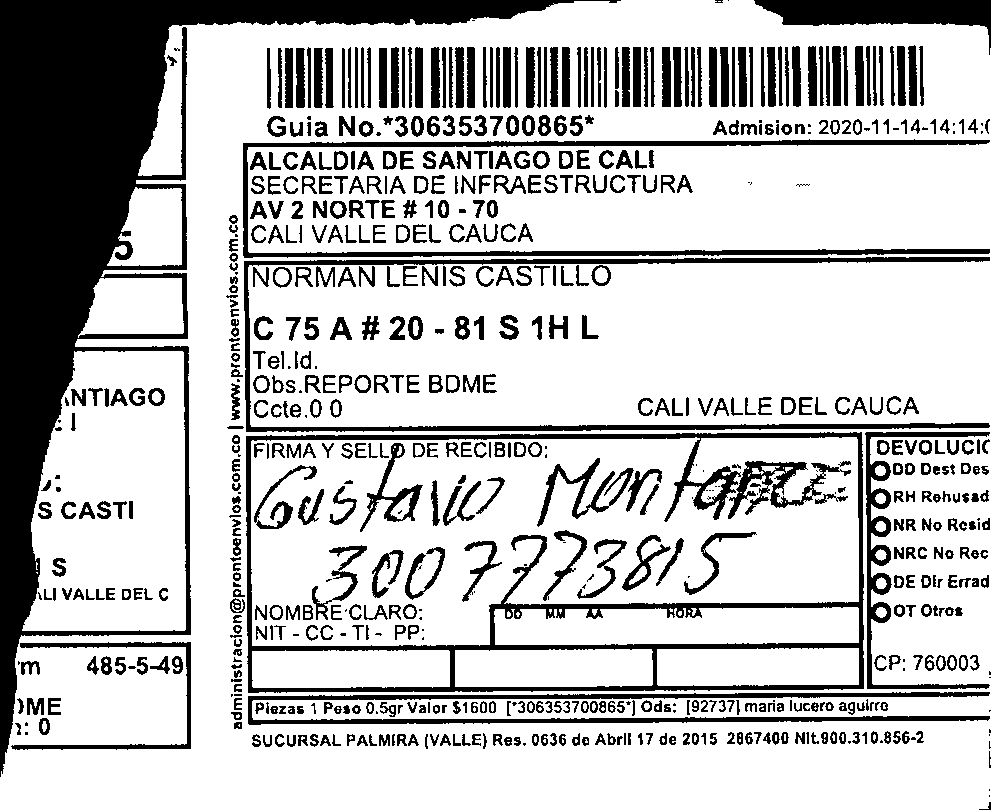 Guia No.*306353700865*
Admision: 2020-11-14-14:14:
ALCALDIA DE SANTIAGO DE CALI
SECRETARIA DE INFRAESTRUCTURA
AV 2 NORTE # 10 - 70
CALI VALLE DEL CAUCA
NORMAN LENIS CASTILLO
C 75 A # 20 - 81 S 1H L
Tel.Id.
Obs.REPORTE BDME
Ccte.0 0
CALI VALLE DEL CAUCA
administracion@prontoenvios.com.co | www.prontoenvios.com.co
FIRMA Y SELLO DE RECIBIDO:
Gustavo Montaño
3007773815
NOMBRE CLARO:
NIT - CC - TI - PP:
DD MM AA HORA
DEVOLUCIO
DD Dest Des
RH Rehusad
NR No Resid
NRC No Rec
DE Dir Errad
OT Otros
CP: 760003
Piezas 1 Peso 0.5gr Valor $1600 [*306353700865*] Ods: [92737] maria lucero aguirre
SUCURSAL PALMIRA (VALLE) Res. 0636 de Abril 17 de 2015 2867400 Nit.900.310.856-2
5
ANTIAGO
S CASTI
S
ALI VALLE DEL C
rm 485-5-49
DME
: 0